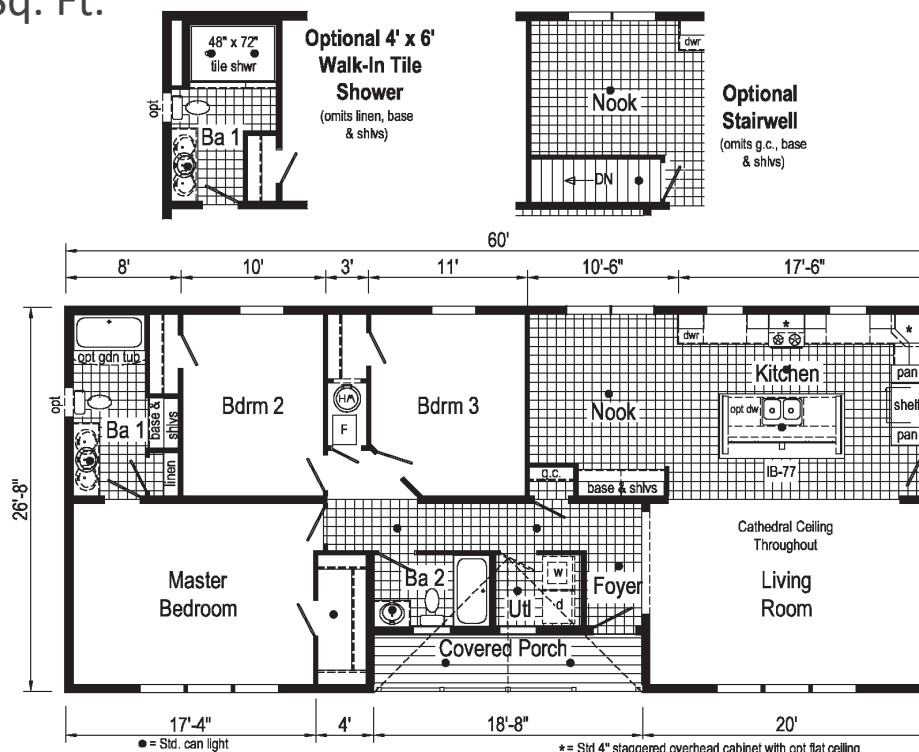 Sq. Ft.
48" x 72"
tile shwr
opt
Ba 1
Optional 4' x 6'
Walk-In Tile
Shower
(omits linen, base
& shlvs)
dwr
Nook
DN
Optional
Stairwell
(omits g.c., base
& shlvs)
60'
8' 10' 3' 11' 10'-6" 17'-6"
26'-8"
opt gdn tub
opt
Ba 1
base &
shlvs
linen
Bdrm 2
F
Bdrm 3
Nook
g.c.
base & shlvs
dwr
*
*
Kitchen
opt dw
IB-77
pan
shelf
pan
Master
Bedroom
Ba 2
Utl
w
d
Foyer
Cathedral Ceiling
Throughout
Living
Room
Covered Porch
17'-4" 4' 18'-8" 20'
● = Std. can light
* = Std 4" staggered overhead cabinet with opt flat ceiling